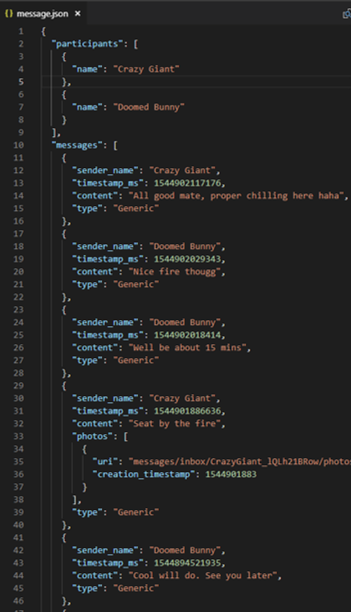 {} message.json ×
1 {
2 "participants": [
3 {
4 "name": "Crazy Giant"
5 },
6 {
7 "name": "Doomed Bunny"
8 }
9 ],
10 "messages": [
11 {
12 "sender_name": "Crazy Giant",
13 "timestamp_ms": 1544902117176,
14 "content": "All good mate, proper chilling here haha",
15 "type": "Generic"
16 },
17 {
18 "sender_name": "Doomed Bunny",
19 "timestamp_ms": 1544902029343,
20 "content": "Nice fire thougg",
21 "type": "Generic"
22 },
23 {
24 "sender_name": "Doomed Bunny",
25 "timestamp_ms": 1544902018414,
26 "content": "Well be about 15 mins",
27 "type": "Generic"
28 },
29 {
30 "sender_name": "Crazy Giant",
31 "timestamp_ms": 1544901886636,
32 "content": "Seat by the fire",
33 "photos": [
34 {
35 "uri": "messages/inbox/CrazyGiant_lQLh21BRow/photos
36 "creation_timestamp": 1544901883
37 }
38 ],
39 "type": "Generic"
40 },
41 {
42 "sender_name": "Doomed Bunny",
43 "timestamp_ms": 1544894521935,
44 "content": "Cool will do. See you later",
45 "type": "Generic"
46 },